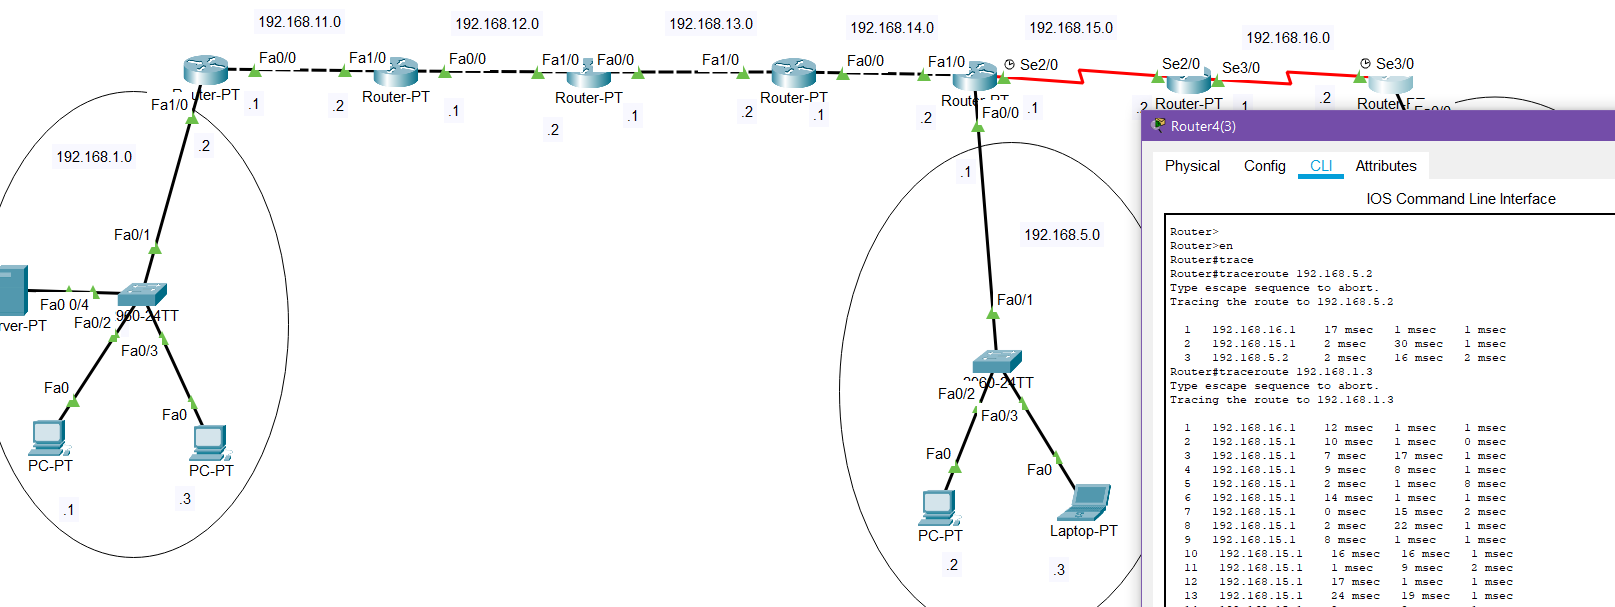 192.168.11.0
192.168.12.0
192.168.13.0
192.168.14.0
192.168.15.0
192.168.16.0
Fa0/0
Fa1/0
Fa0/0
Fa1/0
Fa0/0
Fa1/0
Fa0/0
Fa1/0
Se2/0
Se2/0
Se3/0
Se3/0
Router-PT
Router-PT
Router-PT
Router-PT
Router-PT
Fa1/0
.1
.2
.1
.2
.1
.2
.1
.2
.1
.2
.1
.2
Fa0/0
.2
192.168.1.0
.1
192.168.5.0
Fa0/1
Fa0/1
Fa0
0/4
Fa0/2
960-24TT
Fa0/3
Fa0
Fa0
PC-PT
PC-PT
.1
.3
60-24TT
Fa0/2
Fa0/3
Fa0
Fa0
PC-PT
Laptop-PT
.2
.3
Router4(3)
Physical Config CLI Attributes
IOS Command Line Interface
Router>
Router>en
Router#trace
Router#traceroute 192.168.5.2
Type escape sequence to abort.
Tracing the route to 192.168.5.2
1 192.168.16.1 17 msec 1 msec 1 msec
2 192.168.15.1 2 msec 30 msec 1 msec
3 192.168.5.2 2 msec 16 msec 2 msec
Router#traceroute 192.168.1.3
Type escape sequence to abort.
Tracing the route to 192.168.1.3
1 192.168.16.1 12 msec 1 msec 1 msec
2 192.168.15.1 10 msec 1 msec 0 msec
3 192.168.15.1 7 msec 17 msec 1 msec
4 192.168.15.1 9 msec 8 msec 1 msec
5 192.168.15.1 2 msec 1 msec 8 msec
6 192.168.15.1 14 msec 1 msec 1 msec
7 192.168.15.1 0 msec 15 msec 2 msec
8 192.168.15.1 2 msec 22 msec 1 msec
9 192.168.15.1 8 msec 1 msec 1 msec
10 192.168.15.1 16 msec 16 msec 1 msec
11 192.168.15.1 1 msec 9 msec 2 msec
12 192.168.15.1 17 msec 1 msec 1 msec
13 192.168.15.1 24 msec 19 msec 1 msec